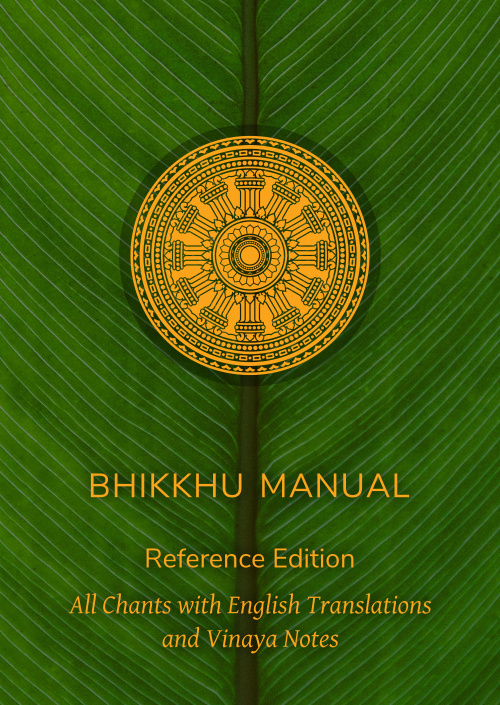 BHIKKHU MANUAL
Reference Edition
All Chants with English Translations
and Vinaya Notes